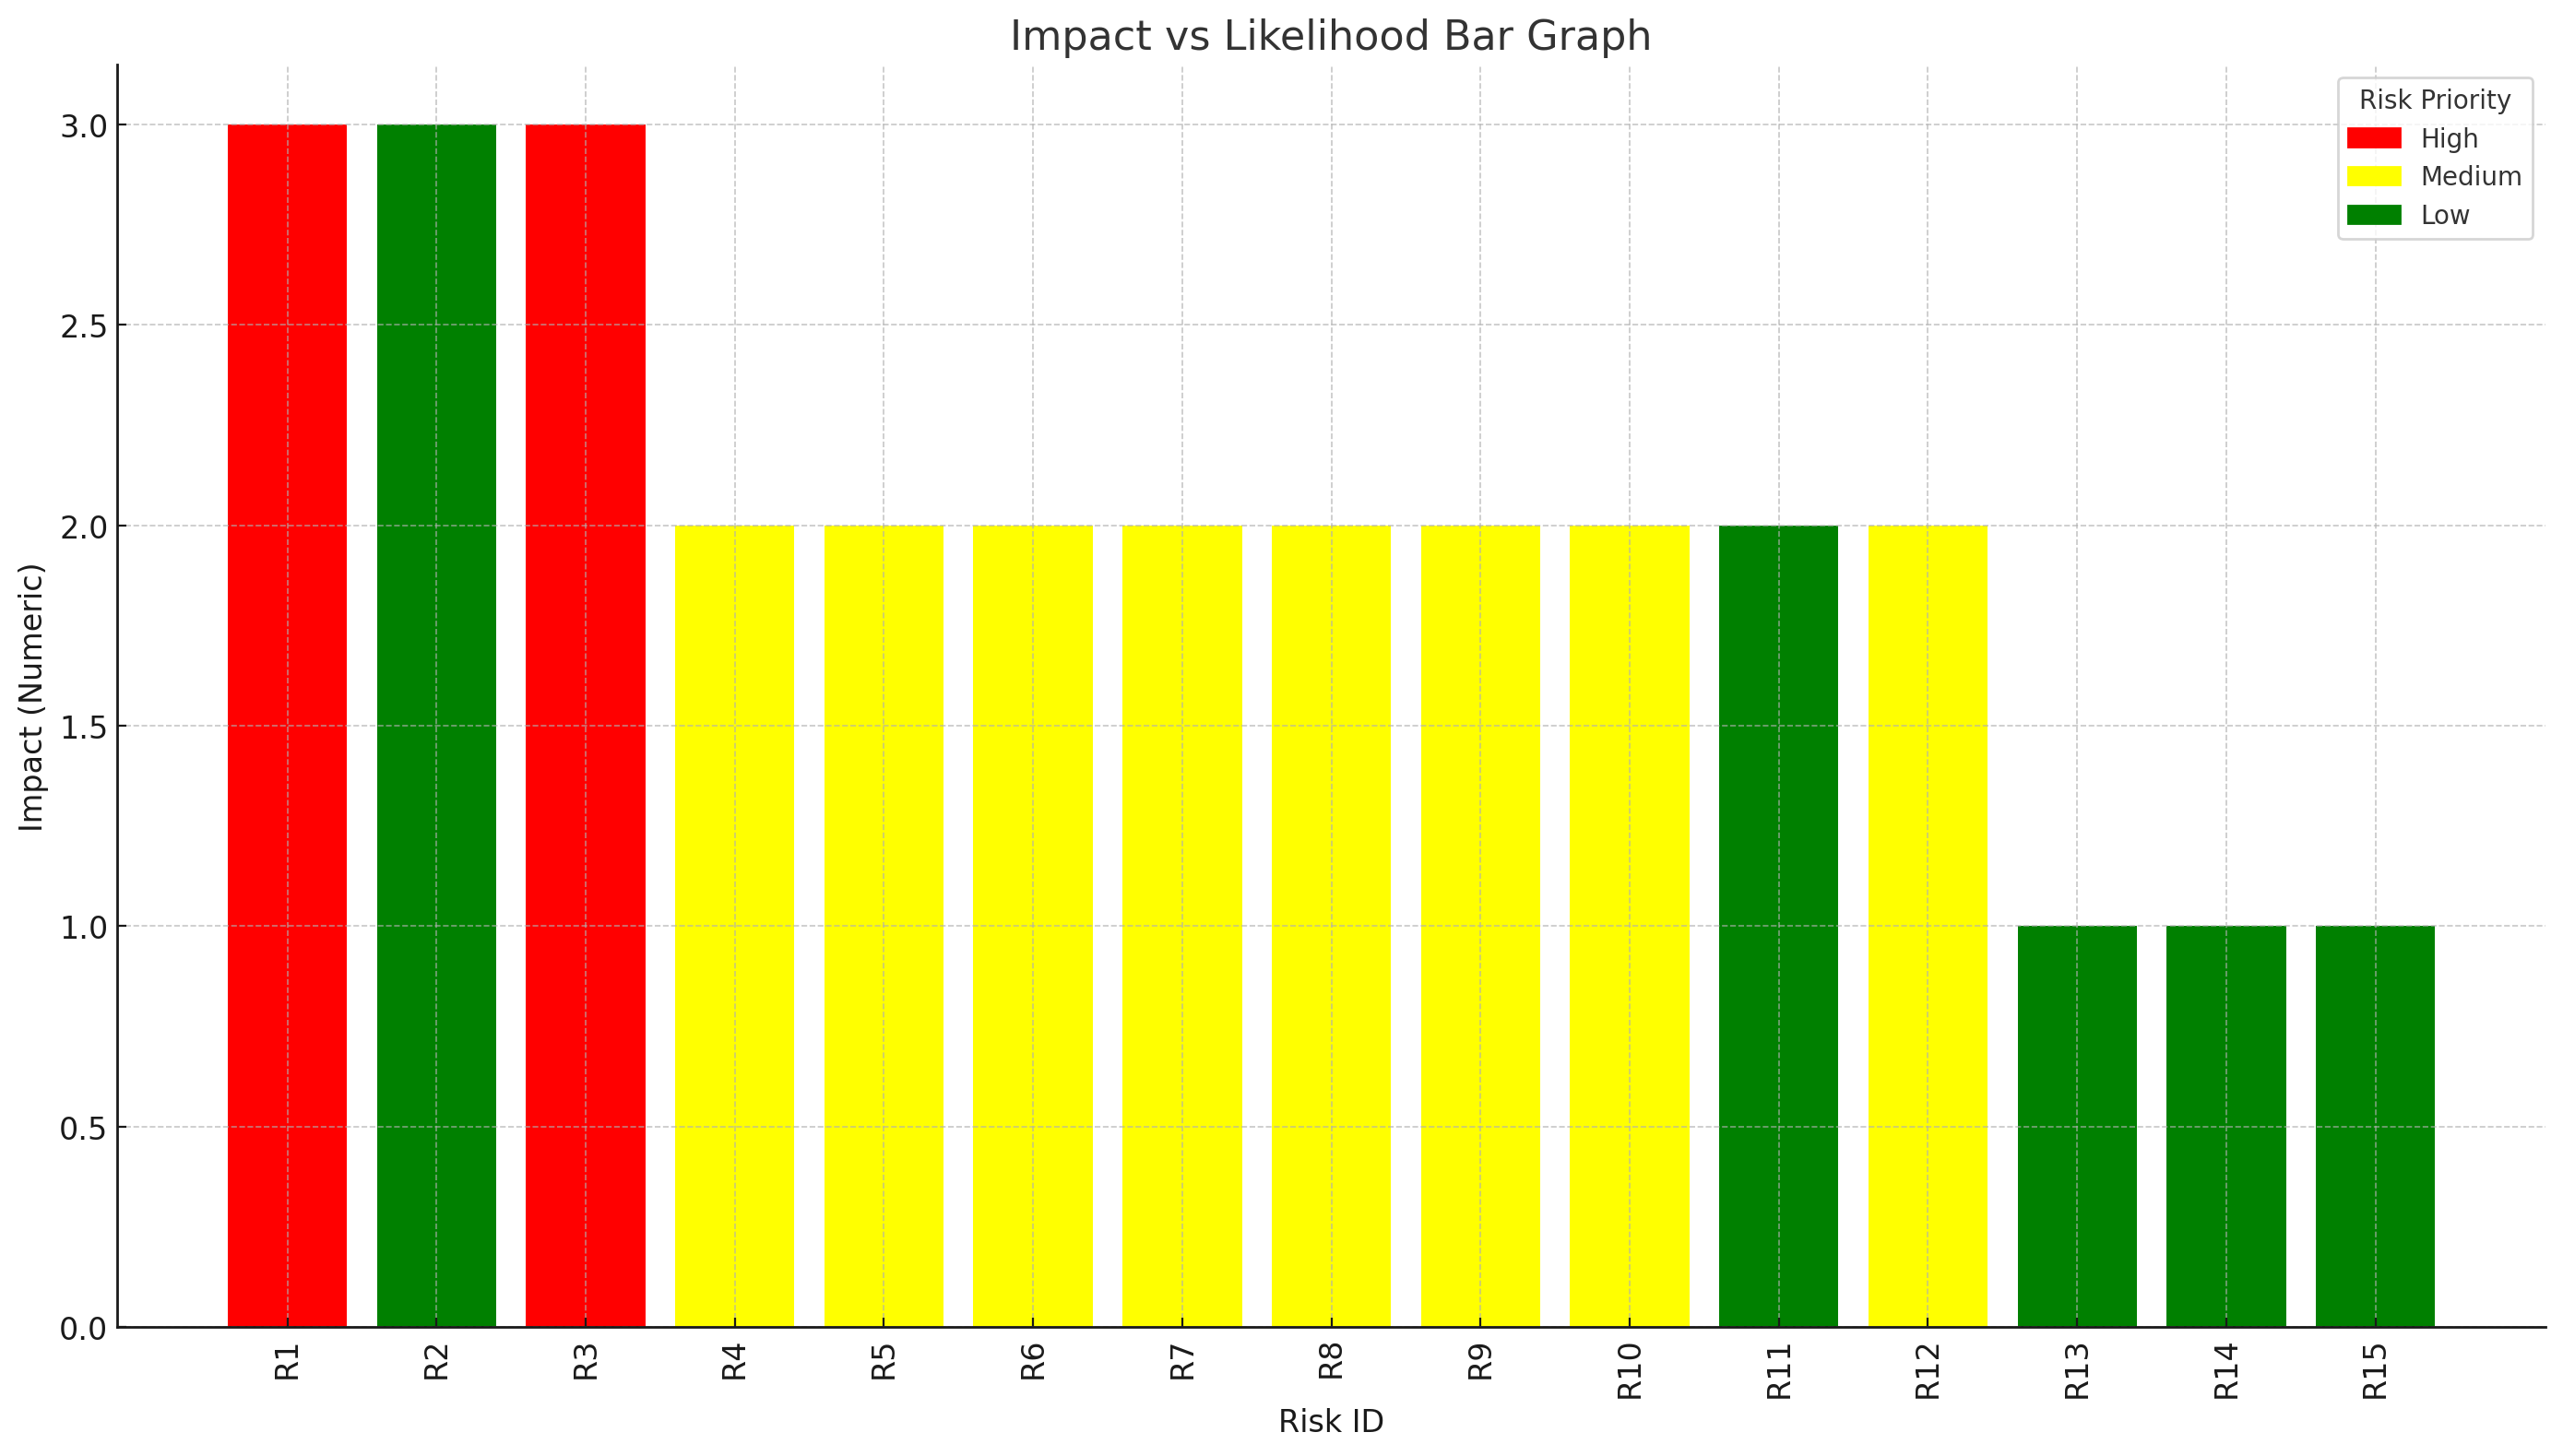 Impact vs Likelihood Bar Graph
Risk Priority
High
Medium
Low
Impact (Numeric)
3.0
2.5
2.0
1.5
1.0
0.5
0.0
R1
R2
R3
R4
R5
R6
R7
R8
R9
R10
R11
R12
R13
R14
R15
Risk ID